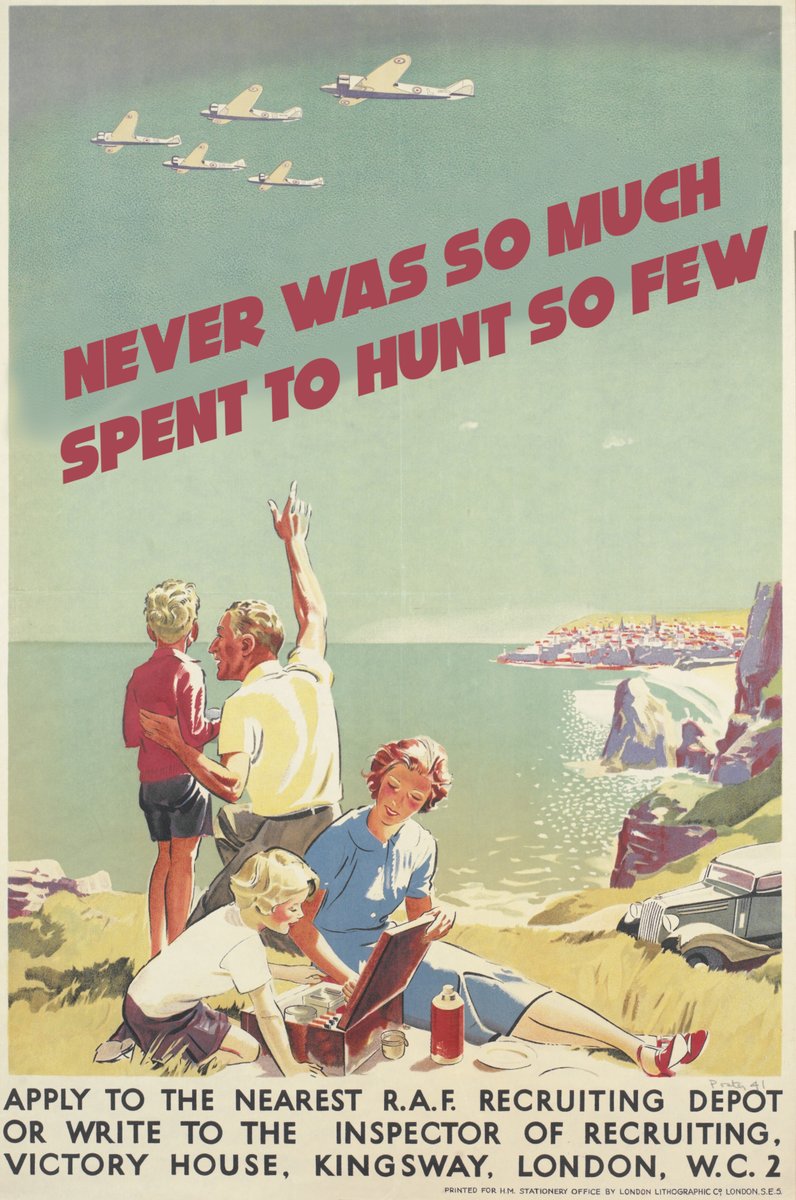 NEVER WAS SO MUCH
SPENT TO HUNT SO FEW
APPLY TO THE NEAREST R.A.F. RECRUITING DEPOT
OR WRITE TO THE INSPECTOR OF RECRUITING,
VICTORY HOUSE, KINGSWAY, LONDON, W.C. 2
PRINTED FOR H.M. STATIONERY OFFICE BY LONDON LITHOGRAPHIC Co. LONDON. S.E.5.